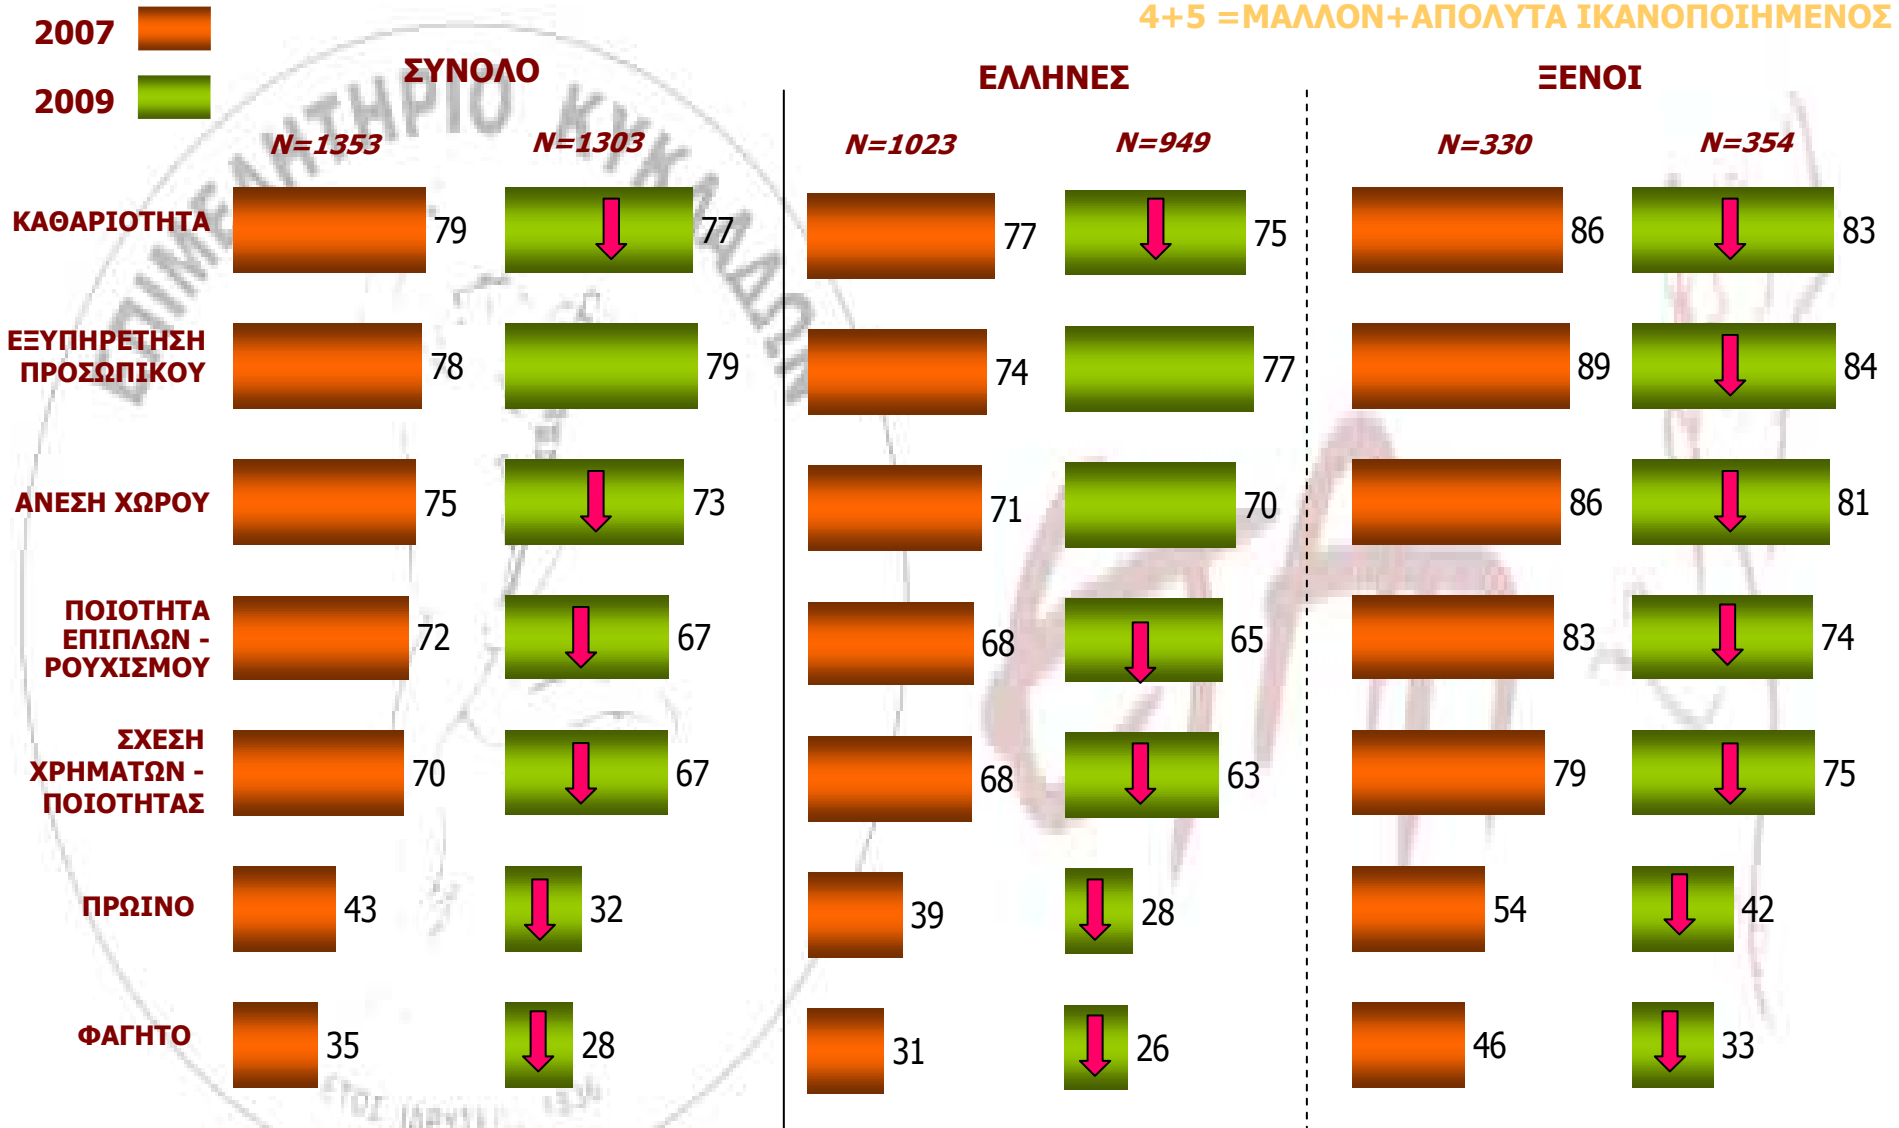 4+5 =ΜΑΛΛΟΝ+ΑΠΟΛΥΤΑ ΙΚΑΝΟΠΟΙΗΜΕΝΟΣ
2007
2009
ΣΥΝΟΛΟ ΕΛΛΗΝΕΣ ΞΕΝΟΙ
N=1353 N=1303 N=1023 N=949 N=330 N=354
ΚΑΘΑΡΙΟΤΗΤΑ 79 77 77 75 86 83
ΕΞΥΠΗΡΕΤΗΣΗ
ΠΡΟΣΩΠΙΚΟΥ 78 79 74 77 89 84
ΑΝΕΣΗ ΧΩΡΟΥ 75 73 71 70 86 81
ΠΟΙΟΤΗΤΑ
ΕΠΙΠΛΩΝ - 72 67 68 65 83 74
ΡΟΥΧΙΣΜΟΥ
ΣΧΕΣΗ
ΧΡΗΜΑΤΩΝ - 70 67 68 63 79 75
ΠΟΙΟΤΗΤΑΣ
ΠΡΩΙΝΟ 43 32 39 28 54 42
ΦΑΓΗΤΟ 35 28 31 26 46 33
ΕΠΙΜΕΛΗΤΗΡΙΟ ΚΥΚΛΑΔΩΝ
ΕΤΟΣ